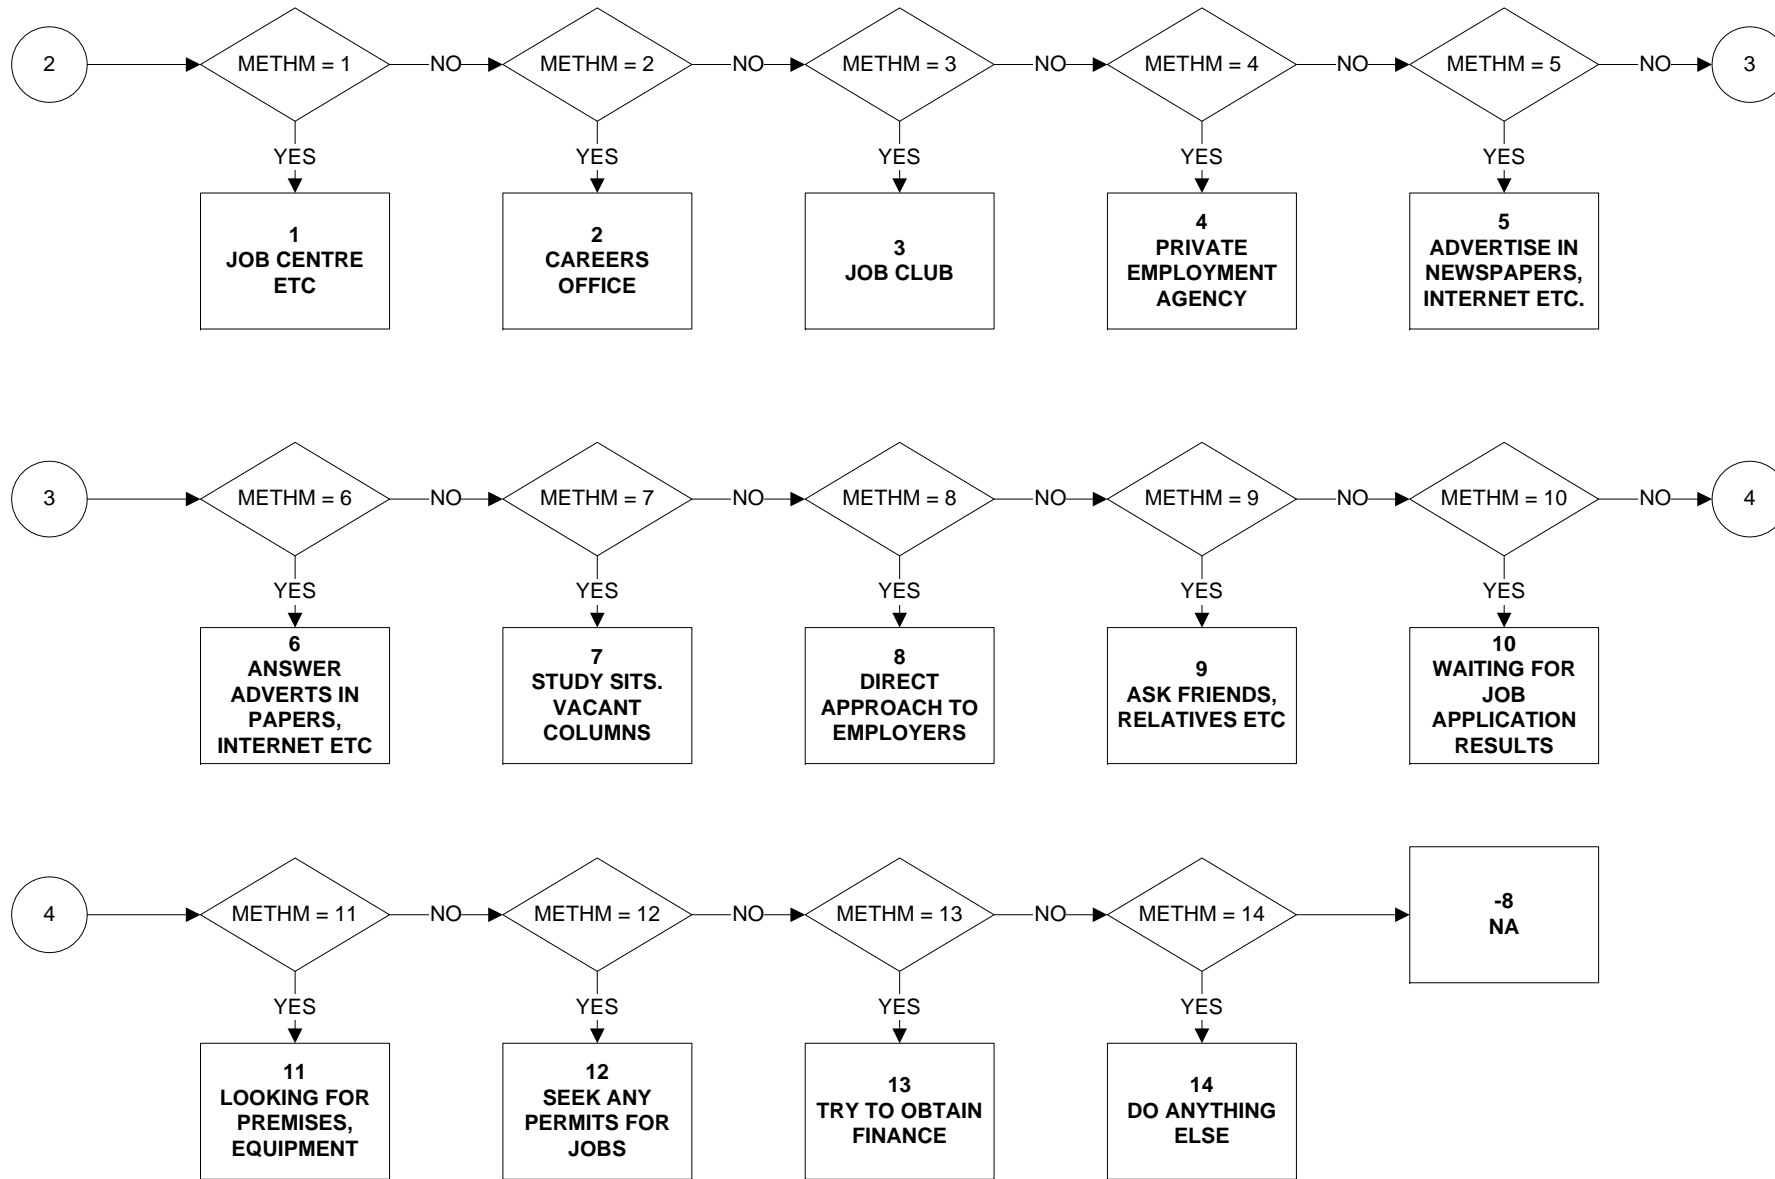 2
METHM = 1
NO
METHM = 2
NO
METHM = 3
NO
METHM = 4
NO
METHM = 5
NO
3
YES
YES
YES
YES
YES
1
JOB CENTRE
ETC
2
CAREERS
OFFICE
3
JOB CLUB
4
PRIVATE
EMPLOYMENT
AGENCY
5
ADVERTISE IN
NEWSPAPERS,
INTERNET ETC.
3
METHM = 6
NO
METHM = 7
NO
METHM = 8
NO
METHM = 9
NO
METHM = 10
NO
4
YES
YES
YES
YES
YES
6
ANSWER
ADVERTS IN
PAPERS,
INTERNET ETC
7
STUDY SITS.
VACANT
COLUMNS
8
DIRECT
APPROACH TO
EMPLOYERS
9
ASK FRIENDS,
RELATIVES ETC
10
WAITING FOR
JOB
APPLICATION
RESULTS
4
METHM = 11
NO
METHM = 12
NO
METHM = 13
NO
METHM = 14
-8
NA
YES
YES
YES
YES
11
LOOKING FOR
PREMISES,
EQUIPMENT
12
SEEK ANY
PERMITS FOR
JOBS
13
TRY TO OBTAIN
FINANCE
14
DO ANYTHING
ELSE